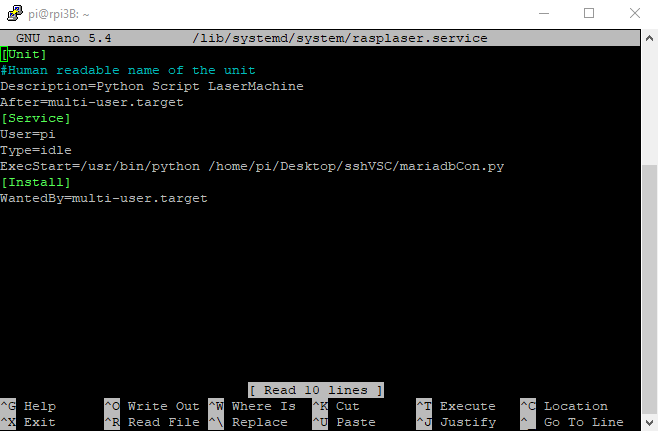 pi@rpi3B: ~
GNU nano 5.4 /lib/systemd/system/rasplaser.service
[Unit]
#Human readable name of the unit
Description=Python Script LaserMachine
After=multi-user.target
[Service]
User=pi
Type=idle
ExecStart=/usr/bin/python /home/pi/Desktop/sshVSC/mariadbCon.py
[Install]
WantedBy=multi-user.target
[ Read 10 lines ]
^G Help ^O Write Out ^W Where Is ^K Cut ^T Execute ^C Location
^X Exit ^R Read File ^\ Replace ^U Paste ^J Justify ^_ Go To Line